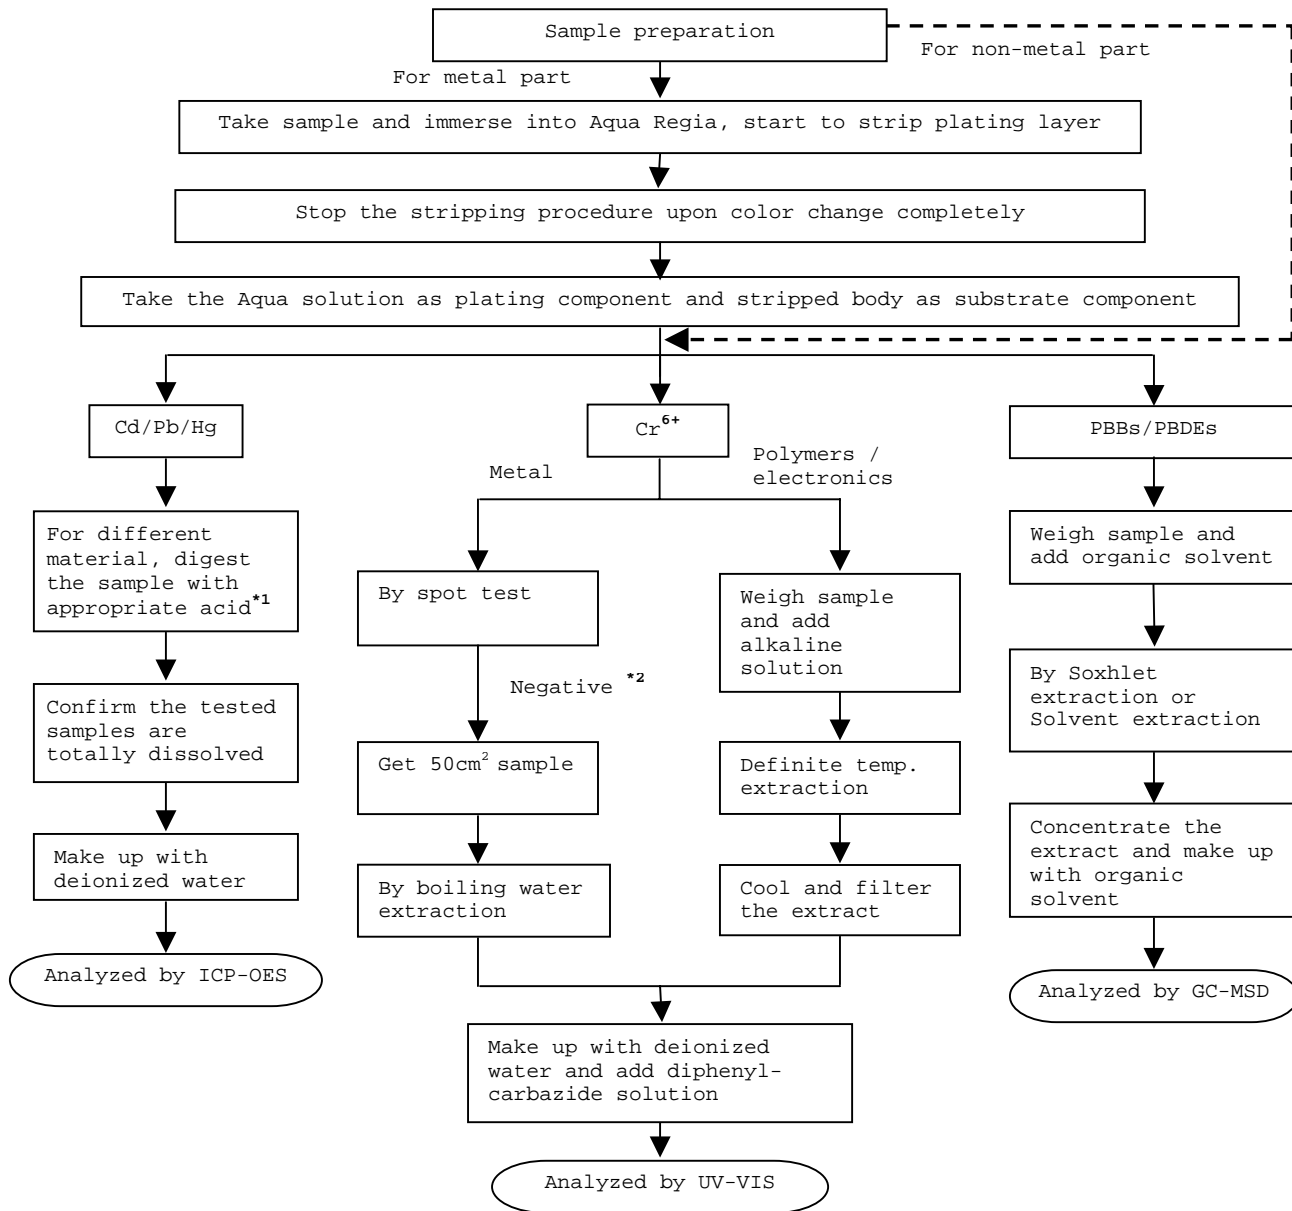 Sample preparation
For non-metal part
For metal part
Take sample and immerse into Aqua Regia, start to strip plating layer
Stop the stripping procedure upon color change completely
Take the Aqua solution as plating component and stripped body as substrate component
Cd/Pb/Hg
Cr⁶⁺
PBBs/PBDEs
Metal
Polymers /
electronics
For different
material, digest
the sample with
appropriate acid*1
Confirm the tested
samples are
totally dissolved
Make up with
deionized water
Analyzed by ICP-OES
By spot test
Negative *2
Get 50cm² sample
By boiling water
extraction
Weigh sample
and add
alkaline
solution
Definite temp.
extraction
Cool and filter
the extract
Make up with deionized
water and add diphenyl-
carbazide solution
Analyzed by UV-VIS
Weigh sample and
add organic solvent
By Soxhlet
extraction or
Solvent extraction
Concentrate the
extract and make up
with organic
solvent
Analyzed by GC-MSD